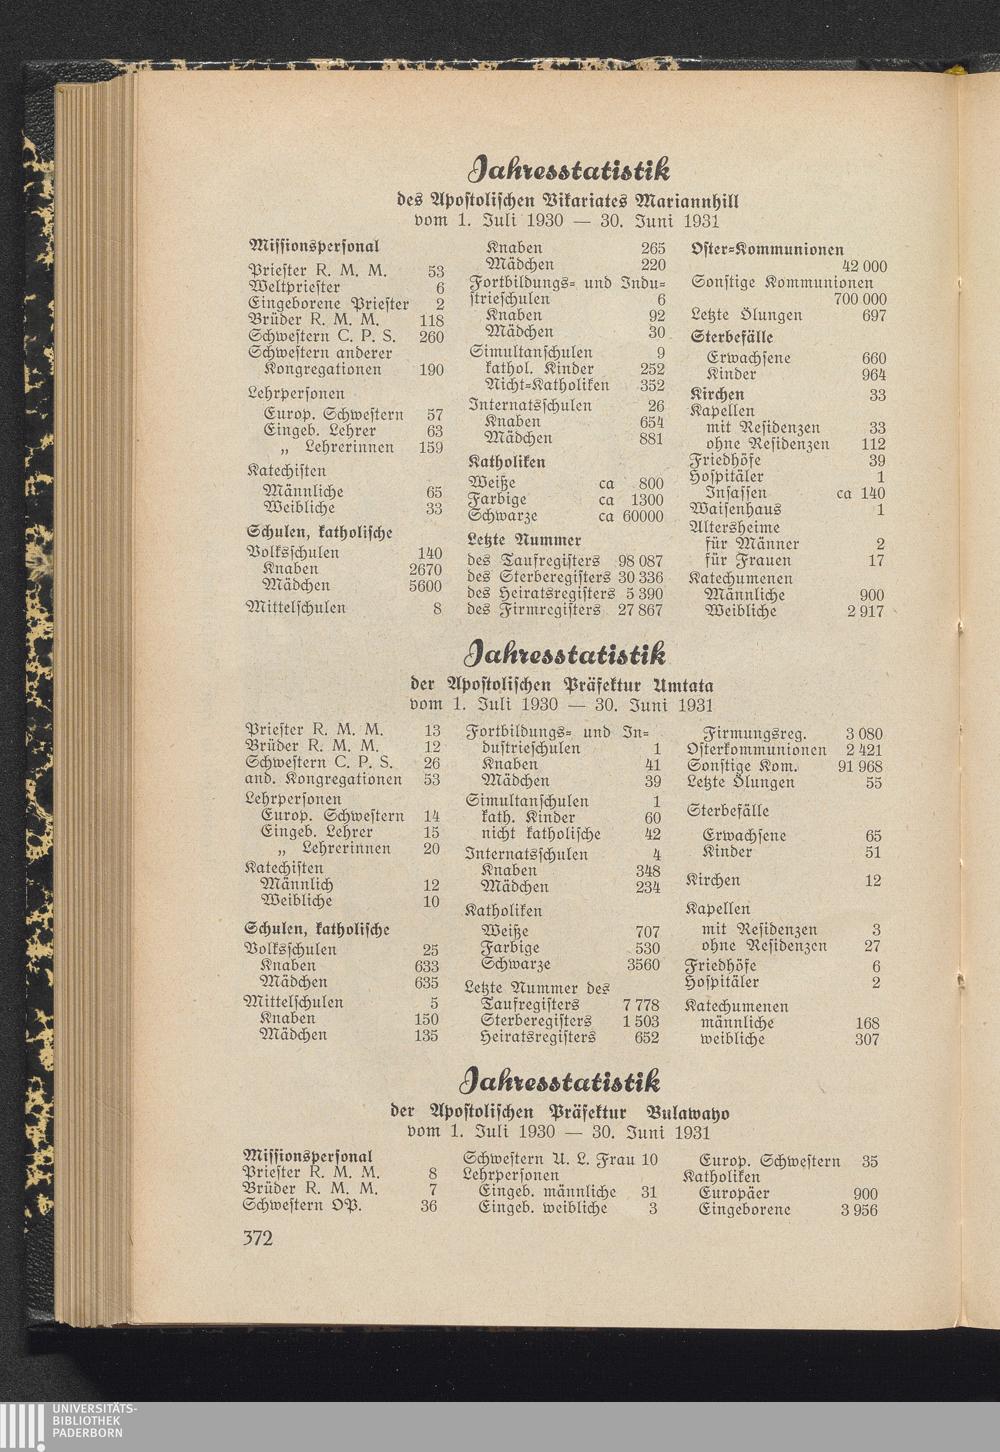 Jahresstatistik
des Apostolischen Vikariates Mariannhill
vom 1. Juli 1930 — 30. Juni 1931
Missionspersonal
Priester R. M. M. 53
Weltpriester 6
Eingeborene Priester 2
Brüder R. M. M. 118
Schwestern C. P. S. 260
Schwestern anderer
Kongregationen 190
Lehrpersonen
Europ. Schwestern 57
Eingeb. Lehrer 63
„ Lehrerinnen 159
Katechisten
Männliche 65
Weibliche 33
Schulen, katholische
Volksschulen 140
Knaben 2670
Mädchen 5600
Mittelschulen 8
Knaben 265
Mädchen 220
Fortbildungs- und Indu-
strieschulen 6
Knaben 92
Mädchen 30
Simultanschulen 9
kathol. Kinder 252
Nicht-Katholiken 352
Internatsschulen 26
Knaben 654
Mädchen 881
Katholiken
Weiße ca 800
Farbige ca 1300
Schwarze ca 60000
Letzte Nummer
des Taufregisters 98 087
des Sterberegisters 30 336
des Heiratsregisters 5 390
des Firmregisters 27 867
Oster-Kommunionen
42 000
Sonstige Kommunionen
700 000
Letzte Ölungen 697
Sterbefälle
Erwachsene 660
Kinder 964
Kirchen 33
Kapellen
mit Residenzen 33
ohne Residenzen 112
Friedhöfe 39
Hospitäler 1
Insassen ca 140
Waisenhaus 1
Altersheime
für Männer 2
für Frauen 17
Katechumenen
Männliche 900
Weibliche 2 917
Jahresstatistik
der Apostolischen Präfektur Umtata
vom 1. Juli 1930 — 30. Juni 1931
Priester R. M. M. 13
Brüder R. M. M. 12
Schwestern C. P. S. 26
and. Kongregationen 53
Lehrpersonen
Europ. Schwestern 14
Eingeb. Lehrer 15
„ Lehrerinnen 20
Katechisten
Männlich 12
Weibliche 10
Schulen, katholische
Volksschulen 25
Knaben 633
Mädchen 635
Mittelschulen 5
Knaben 150
Mädchen 135
Fortbildungs- und In-
dustrieschulen 1
Knaben 41
Mädchen 39
Simultanschulen 1
kath. Kinder 60
nicht katholische 42
Internatsschulen 4
Knaben 348
Mädchen 234
Katholiken
Weiße 707
Farbige 530
Schwarze 3560
Letzte Nummer des
Taufregisters 7 778
Sterberegisters 1 503
Heiratsregisters 652
Firmungsreg. 3 080
Osterkommunionen 2 421
Sonstige Kom. 91 968
Letzte Ölungen 55
Sterbefälle
Erwachsene 65
Kinder 51
Kirchen 12
Kapellen
mit Residenzen 3
ohne Residenzen 27
Friedhöfe 6
Hospitäler 2
Katechumenen
männliche 168
weibliche 307
Jahresstatistik
der Apostolischen Präfektur Bulawayo
vom 1. Juli 1930 — 30. Juni 1931
Missionspersonal
Priester R. M. M. 8
Brüder R. M. M. 7
Schwestern OP. 36
Schwestern U. L. Frau 10
Lehrpersonen
Eingeb. männliche 31
Eingeb. weibliche 3
Europ. Schwestern 35
Katholiken
Europäer 900
Eingeborene 3 956
372
UNIVERSITÄTS-
BIBLIOTHEK
PADERBORN